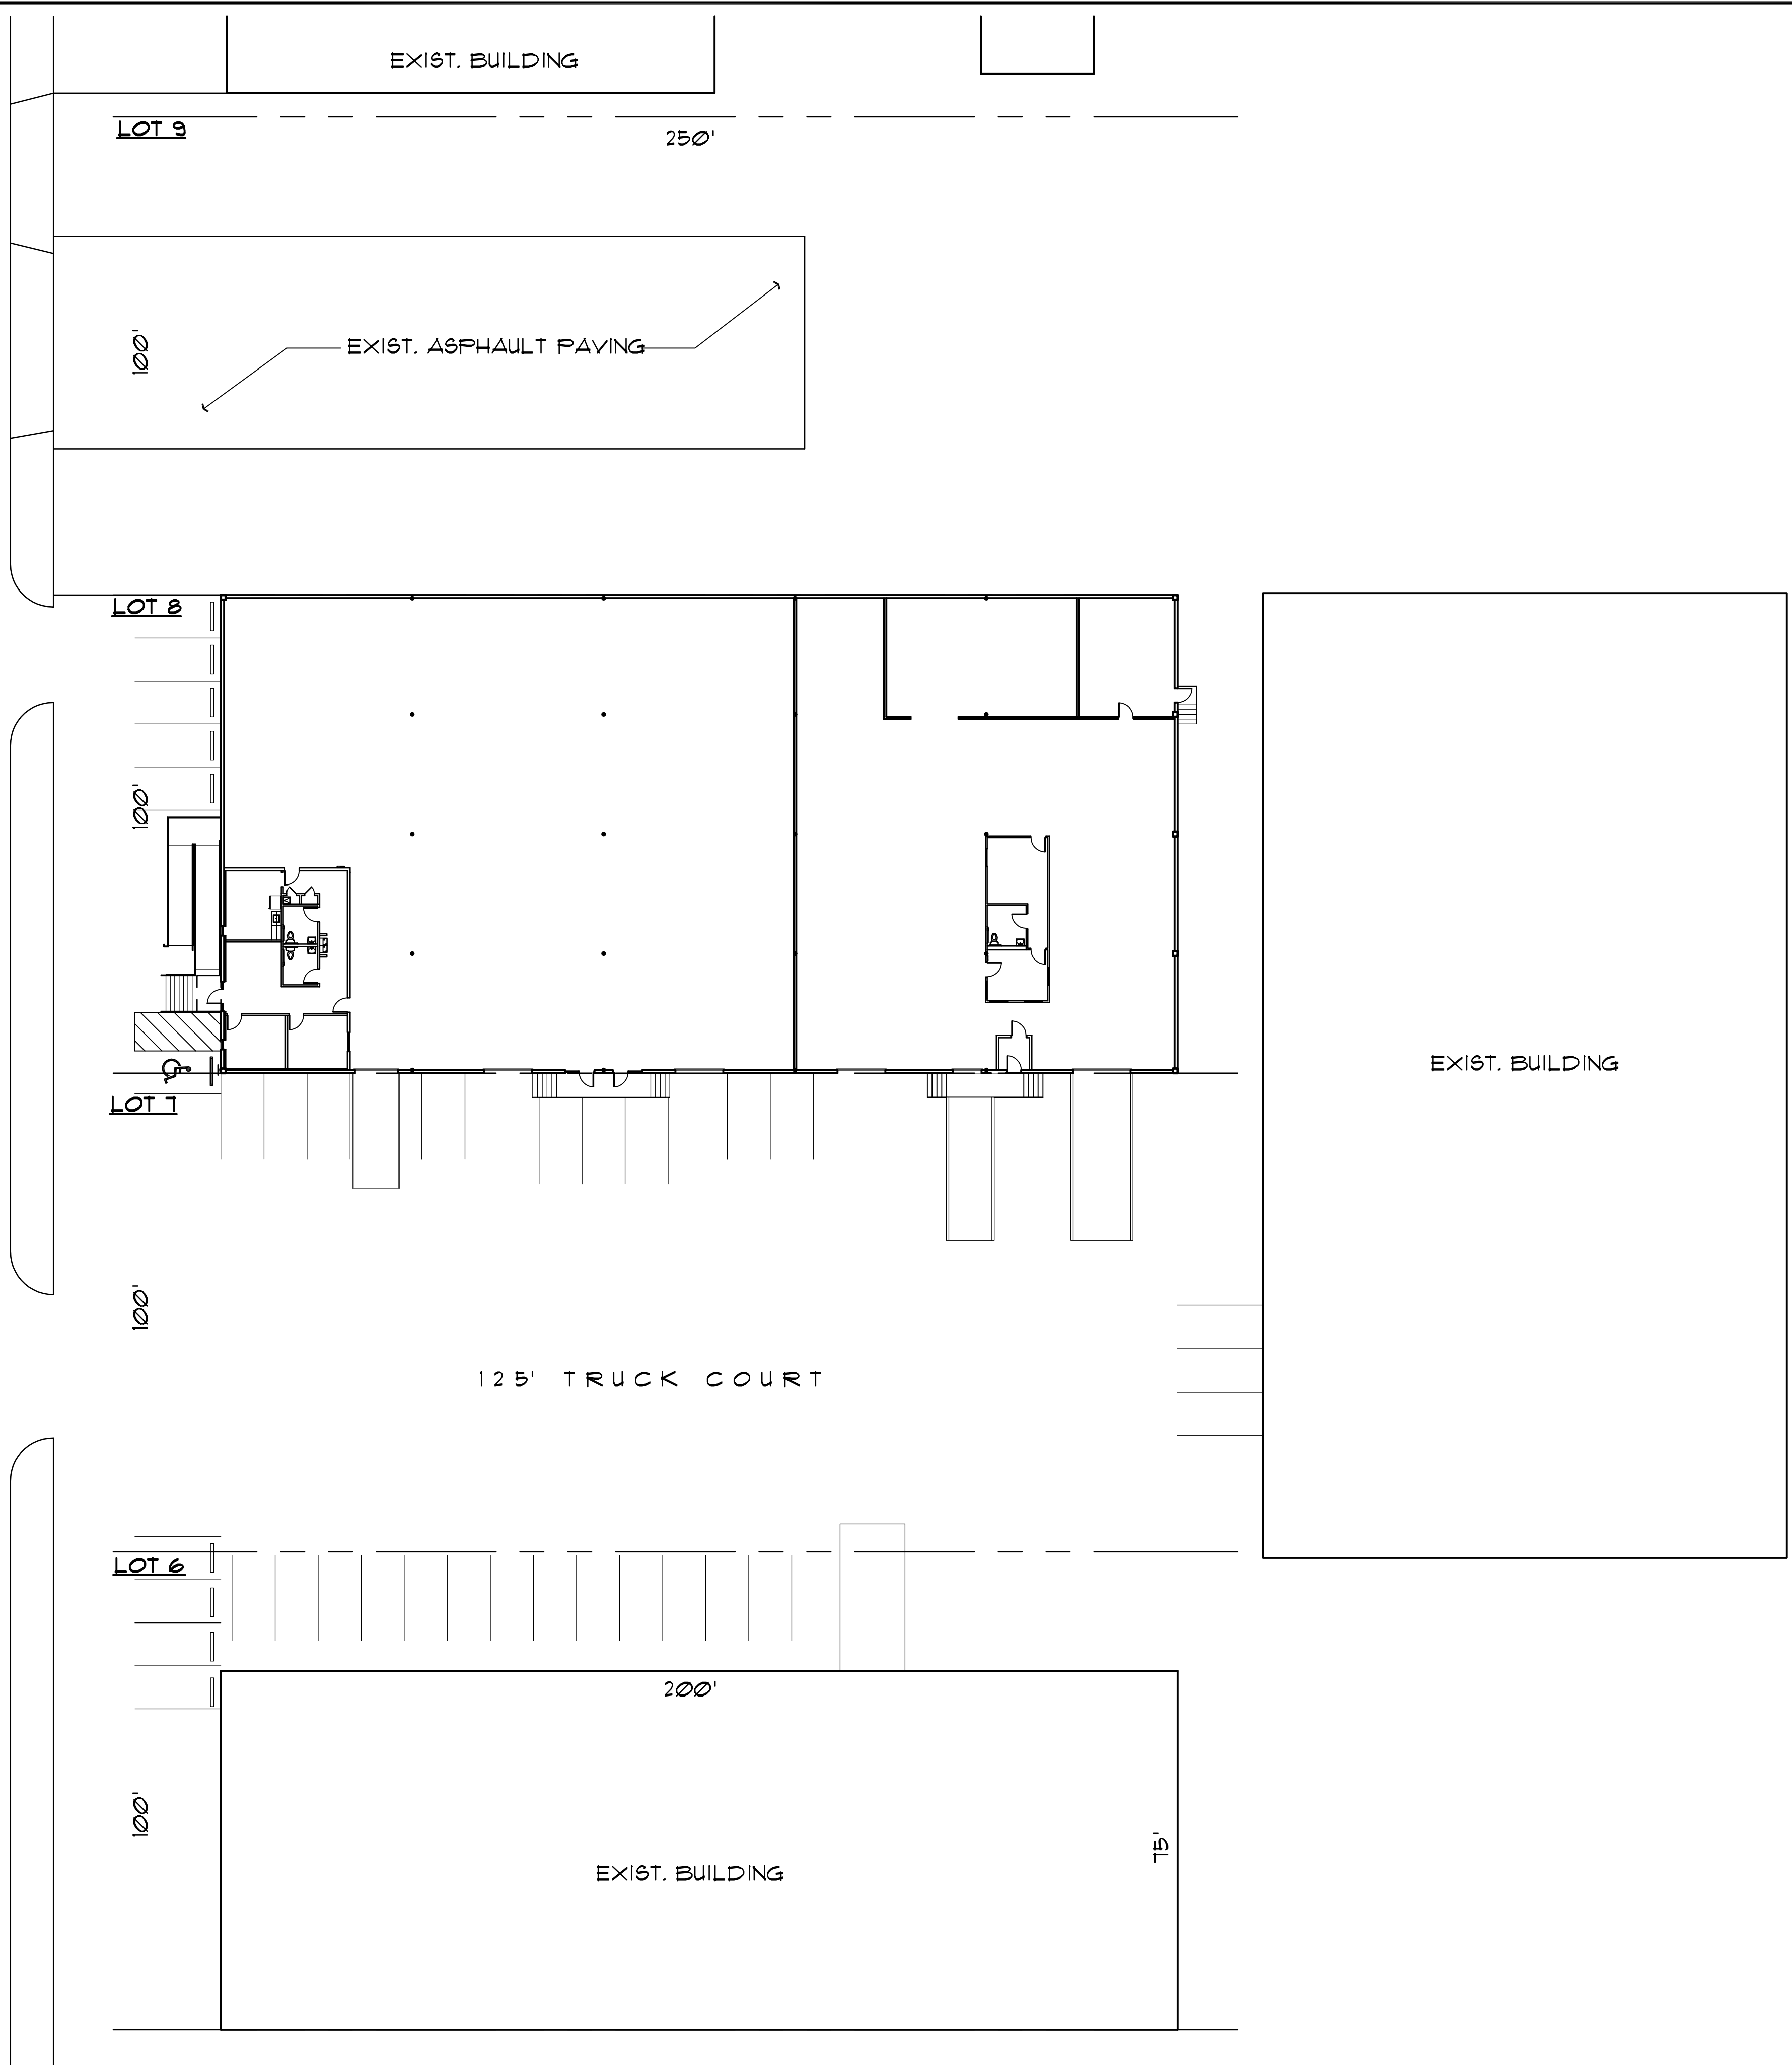 EXIST. BUILDING
LOT 9
250'
100'
EXIST. ASPHAULT PAVING
LOT 8
100'
EXIST. BUILDING
LOT 7
100'
125' TRUCK COURT
LOT 6
200'
100'
75'
EXIST. BUILDING